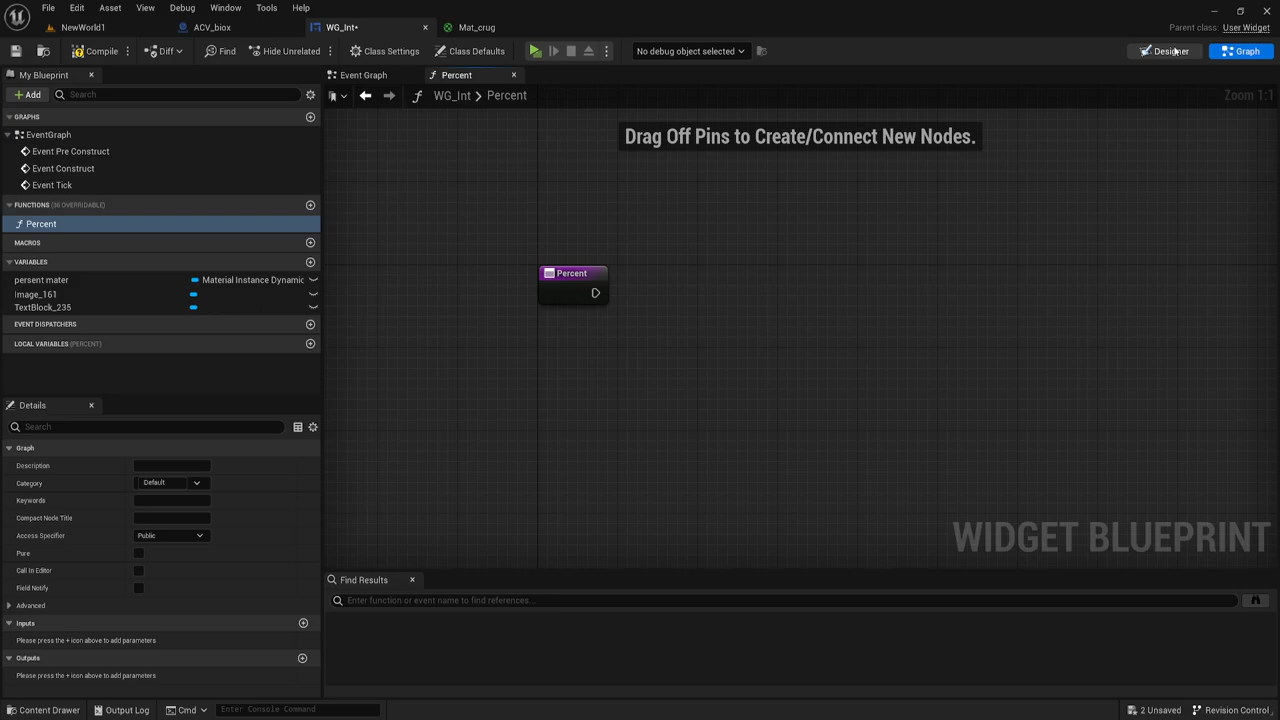 File Edit Asset View Debug Window Tools Help
NewWorld1 ACV_biox WG_Int* Mat_crug Parent class: User Widget
Compile Diff Find Hide Unrelated Class Settings Class Defaults No debug object selected Designer Graph
My Blueprint Event Graph Percent
Add Search WG_Int > Percent Zoom 1:1
GRAPHS
EventGraph
Event Pre Construct
Event Construct
Event Tick
FUNCTIONS (36 OVERRIDABLE)
Percent
MACROS
VARIABLES
persent mater Material Instance Dynamic
Image_161
TextBlock_235
EVENT DISPATCHERS
LOCAL VARIABLES (PERCENT)
Drag Off Pins to Create/Connect New Nodes.
Percent
WIDGET BLUEPRINT
Details
Search
Graph
Description
Category Default
Keywords
Compact Node Title
Access Specifier Public
Pure
Call In Editor
Field Notify
Advanced
Inputs
Please press the + icon above to add parameters
Outputs
Please press the + icon above to add parameters
Find Results
Enter function or event name to find references...
Content Drawer Output Log Cmd Enter Console Command 2 Unsaved Revision Control